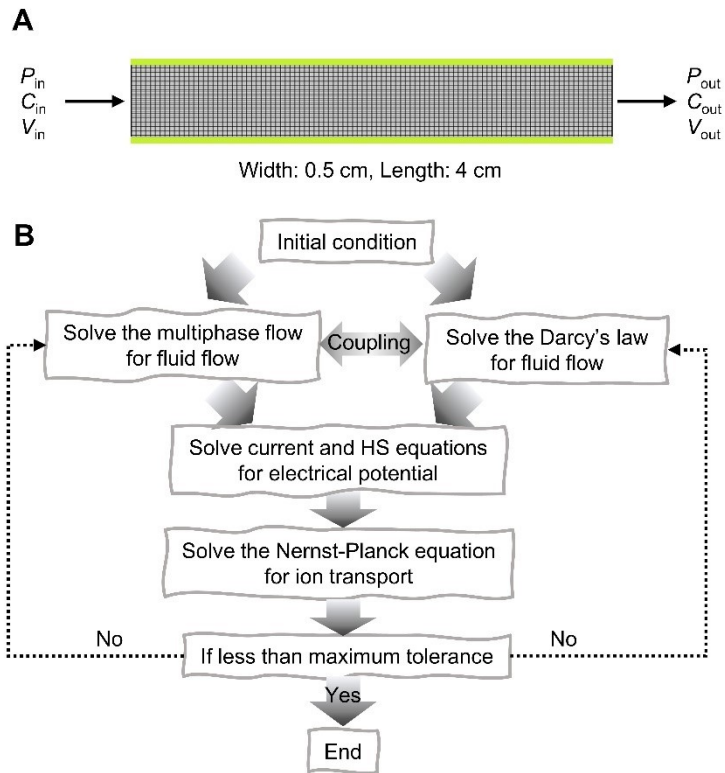 A
P_in
C_in
V_in
P_out
C_out
V_out
Width: 0.5 cm, Length: 4 cm
B
Initial condition
Solve the multiphase flow
for fluid flow
Coupling
Solve the Darcy's law
for fluid flow
Solve current and HS equations
for electrical potential
Solve the Nernst-Planck equation
for ion transport
No
If less than maximum tolerance
No
Yes
End